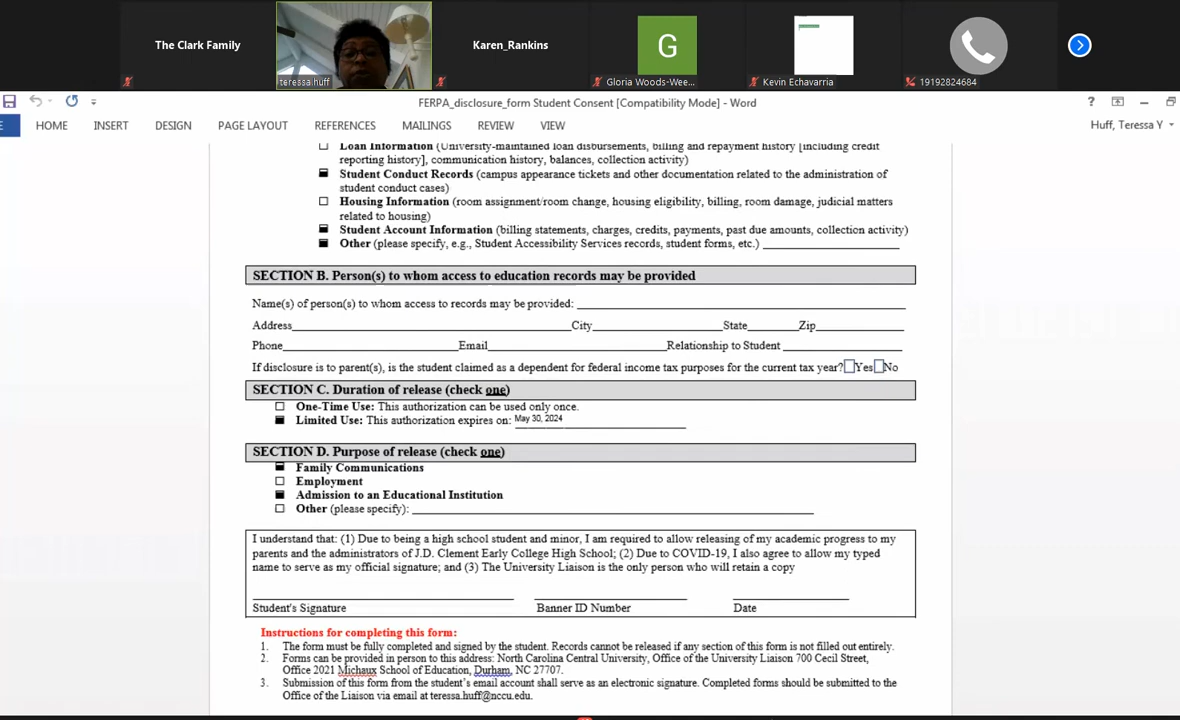 The Clark Family
teressa.huff
Karen_Rankins
G
Gloria Woods-Wee...
Kevin Echavarria
19192824684
FERPA_disclosure_form Student Consent [Compatibility Mode] - Word
?
E HOME INSERT DESIGN PAGE LAYOUT REFERENCES MAILINGS REVIEW VIEW
Huff, Teressa Y
Loan Information (University-maintained loan disbursements, billing and repayment history [including credit
reporting history], communication history, balances, collection activity)
Student Conduct Records (campus appearance tickets and other documentation related to the administration of
student conduct cases)
Housing Information (room assignment/room change, housing eligibility, billing, room damage, judicial matters
related to housing)
Student Account Information (billing statements, charges, credits, payments, past due amounts, collection activity)
Other (please specify, e.g., Student Accessibility Services records, student forms, etc.)
SECTION B. Person(s) to whom access to education records may be provided
Name(s) of person(s) to whom access to records may be provided:
Address City State Zip
Phone Email Relationship to Student
If disclosure is to parent(s), is the student claimed as a dependent for federal income tax purposes for the current tax year? Yes No
SECTION C. Duration of release (check one)
One-Time Use: This authorization can be used only once.
Limited Use: This authorization expires on: May 30, 2024
SECTION D. Purpose of release (check one)
Family Communications
Employment
Admission to an Educational Institution
Other (please specify):
I understand that: (1) Due to being a high school student and minor, I am required to allow releasing of my academic progress to my
parents and the administrators of J.D. Clement Early College High School; (2) Due to COVID-19, I also agree to allow my typed
name to serve as my official signature; and (3) The University Liaison is the only person who will retain a copy
Student's Signature Banner ID Number Date
Instructions for completing this form:
1. The form must be fully completed and signed by the student. Records cannot be released if any section of this form is not filled out entirely.
2. Forms can be provided in person to this address: North Carolina Central University, Office of the University Liaison 700 Cecil Street,
Office 2021 Michaux School of Education, Durham, NC 27707.
3. Submission of this form from the student's email account shall serve as an electronic signature. Completed forms should be submitted to the
Office of the Liaison via email at teressa.huff@nccu.edu.